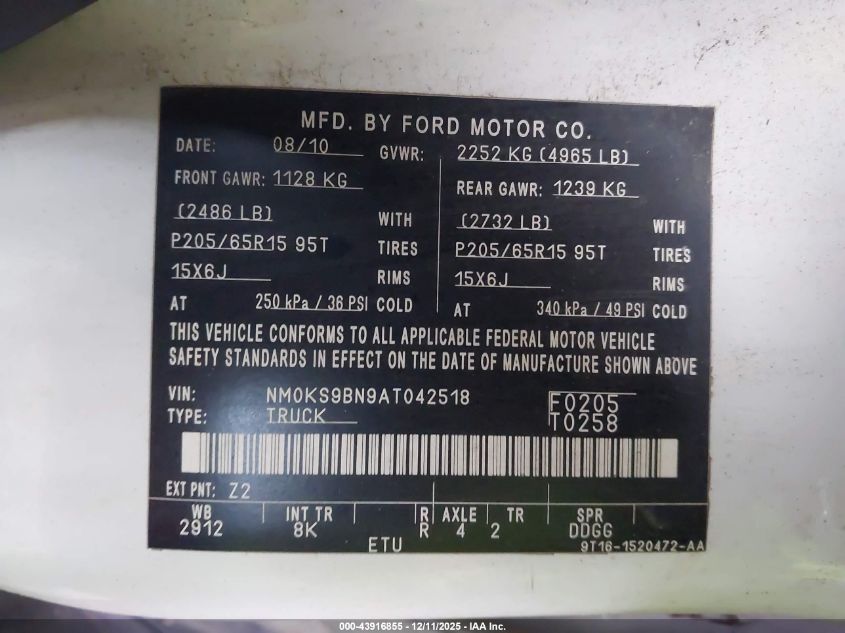 MFD. BY FORD MOTOR CO.
DATE: 08/10 GVWR: 2252 KG (4965 LB)
FRONT GAWR: 1128 KG REAR GAWR: 1239 KG
(2486 LB) WITH (2732 LB) WITH
P205/65R15 95T TIRES P205/65R15 95T TIRES
15X6J RIMS 15X6J RIMS
AT 250 kPa / 36 PSI COLD AT 340 kPa / 49 PSI COLD
THIS VEHICLE CONFORMS TO ALL APPLICABLE FEDERAL MOTOR VEHICLE
SAFETY STANDARDS IN EFFECT ON THE DATE OF MANUFACTURE SHOWN ABOVE
VIN: NM0KS9BN9AT042518 F0205
TYPE: TRUCK T0258
EXT PNT: Z2
WB INT TR R AXLE TR SPR
2912 8K R 4 2 DDGG
ETU 9T16-1520472-AA
000-43916855 - 12/11/2025 - IAA Inc.